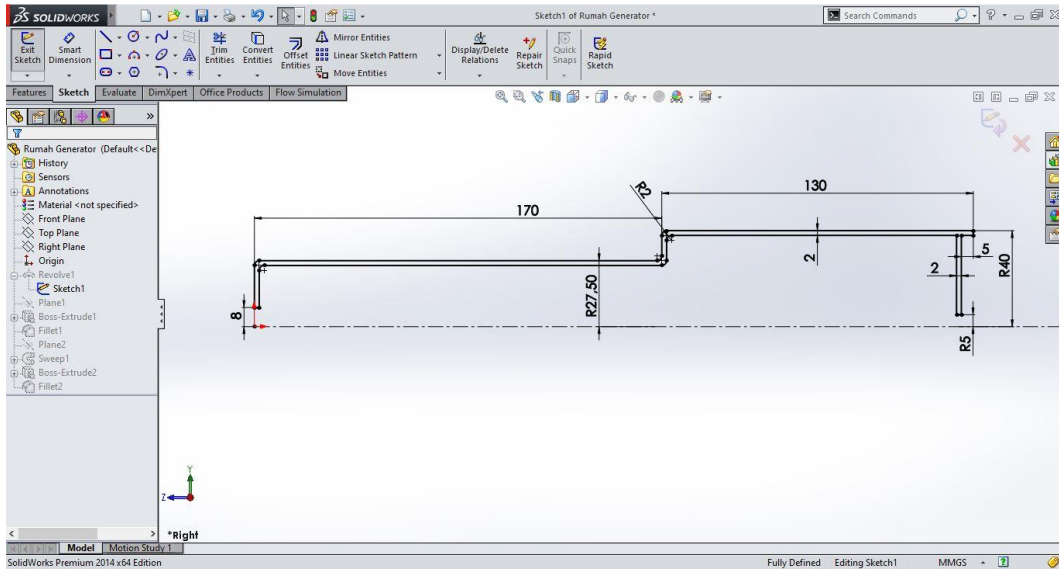 SOLIDWORKS
Sketch1 of Rumah Generator *
Search Commands
Exit Sketch
Smart Dimension
Trim Entities
Convert Entities
Offset Entities
Mirror Entities
Linear Sketch Pattern
Move Entities
Display/Delete Relations
Repair Sketch
Quick Snaps
Rapid Sketch
Features Sketch Evaluate DimXpert Office Products Flow Simulation
Rumah Generator (Default<<De
History
Sensors
Annotations
Material <not specified>
Front Plane
Top Plane
Right Plane
Origin
Revolve1
Sketch1
Plane1
Boss-Extrude1
Fillet1
Plane2
Sweep1
Boss-Extrude2
Fillet2
R2
130
170
2
5
2
R40
R27,50
8
R5
Y
Z
*Right
Model Motion Study 1
SolidWorks Premium 2014 x64 Edition
Fully Defined Editing Sketch1 MMGS